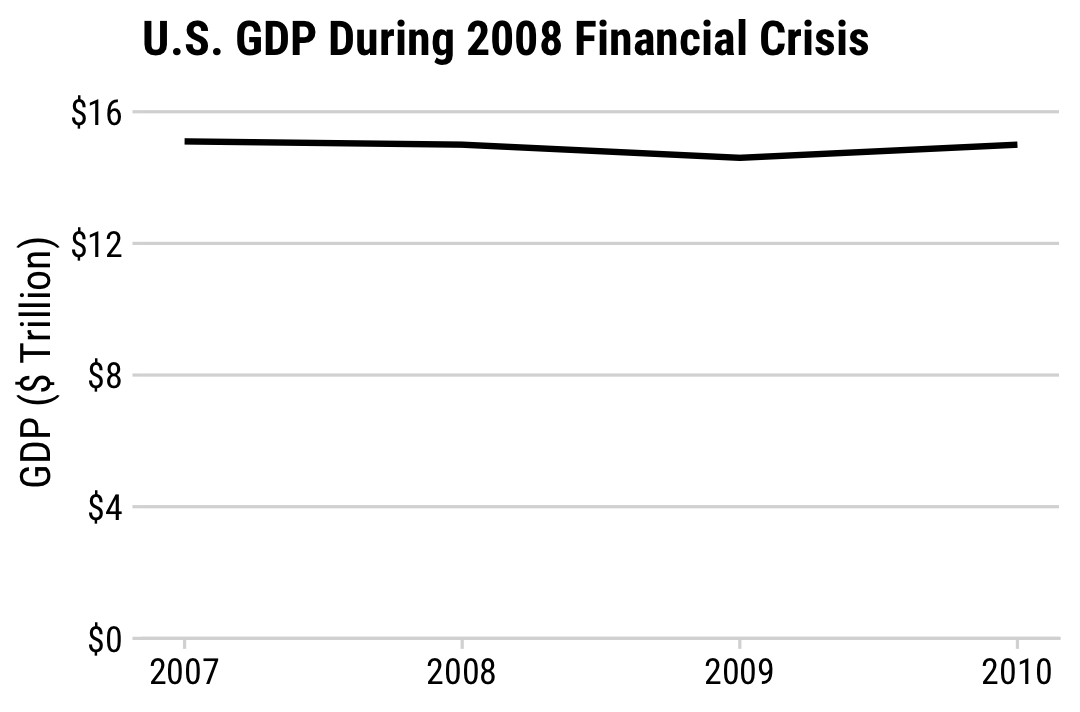 U.S. GDP During 2008 Financial Crisis
$16
$12
$8
$4
$0
GDP ($ Trillion)
2007 2008 2009 2010